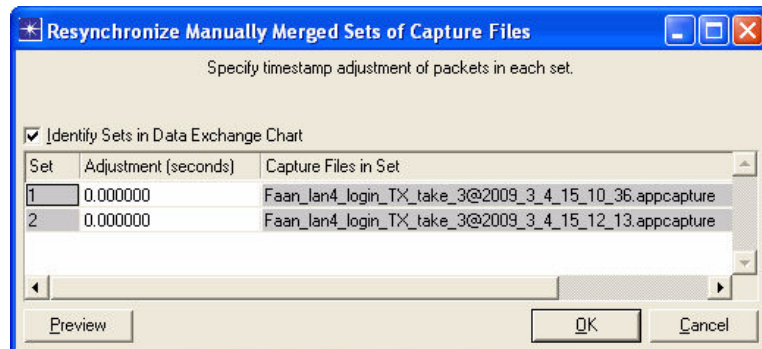 Resynchronize Manually Merged Sets of Capture Files
Specify timestamp adjustment of packets in each set.
Identify Sets in Data Exchange Chart
Set Adjustment (seconds) Capture Files in Set
1 0.000000 Faan_lan4_login_TX_take_3@2009_3_4_15_10_36.appcapture
2 0.000000 Faan_lan4_login_TX_take_3@2009_3_4_15_12_13.appcapture
Preview OK Cancel